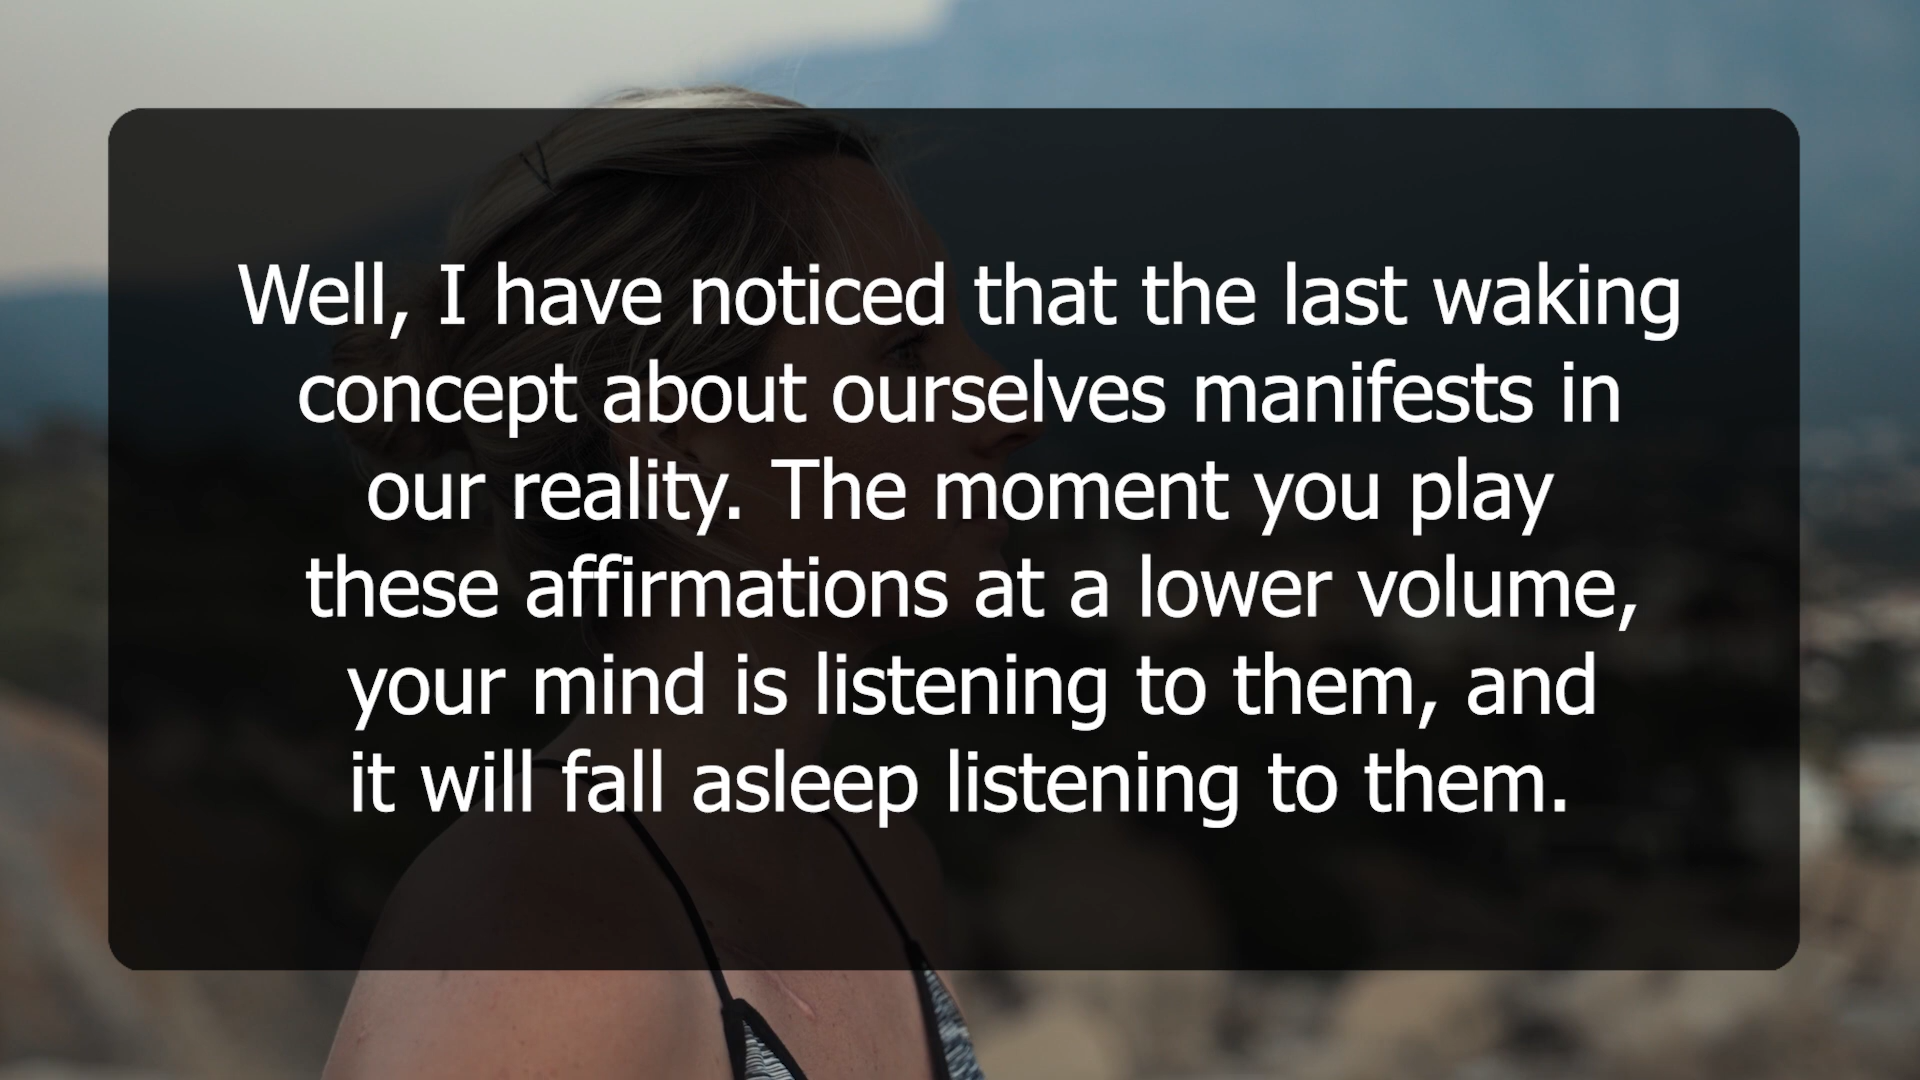 Well, I have noticed that the last waking
concept about ourselves manifests in
our reality. The moment you play
these affirmations at a lower volume,
your mind is listening to them, and
it will fall asleep listening to them.